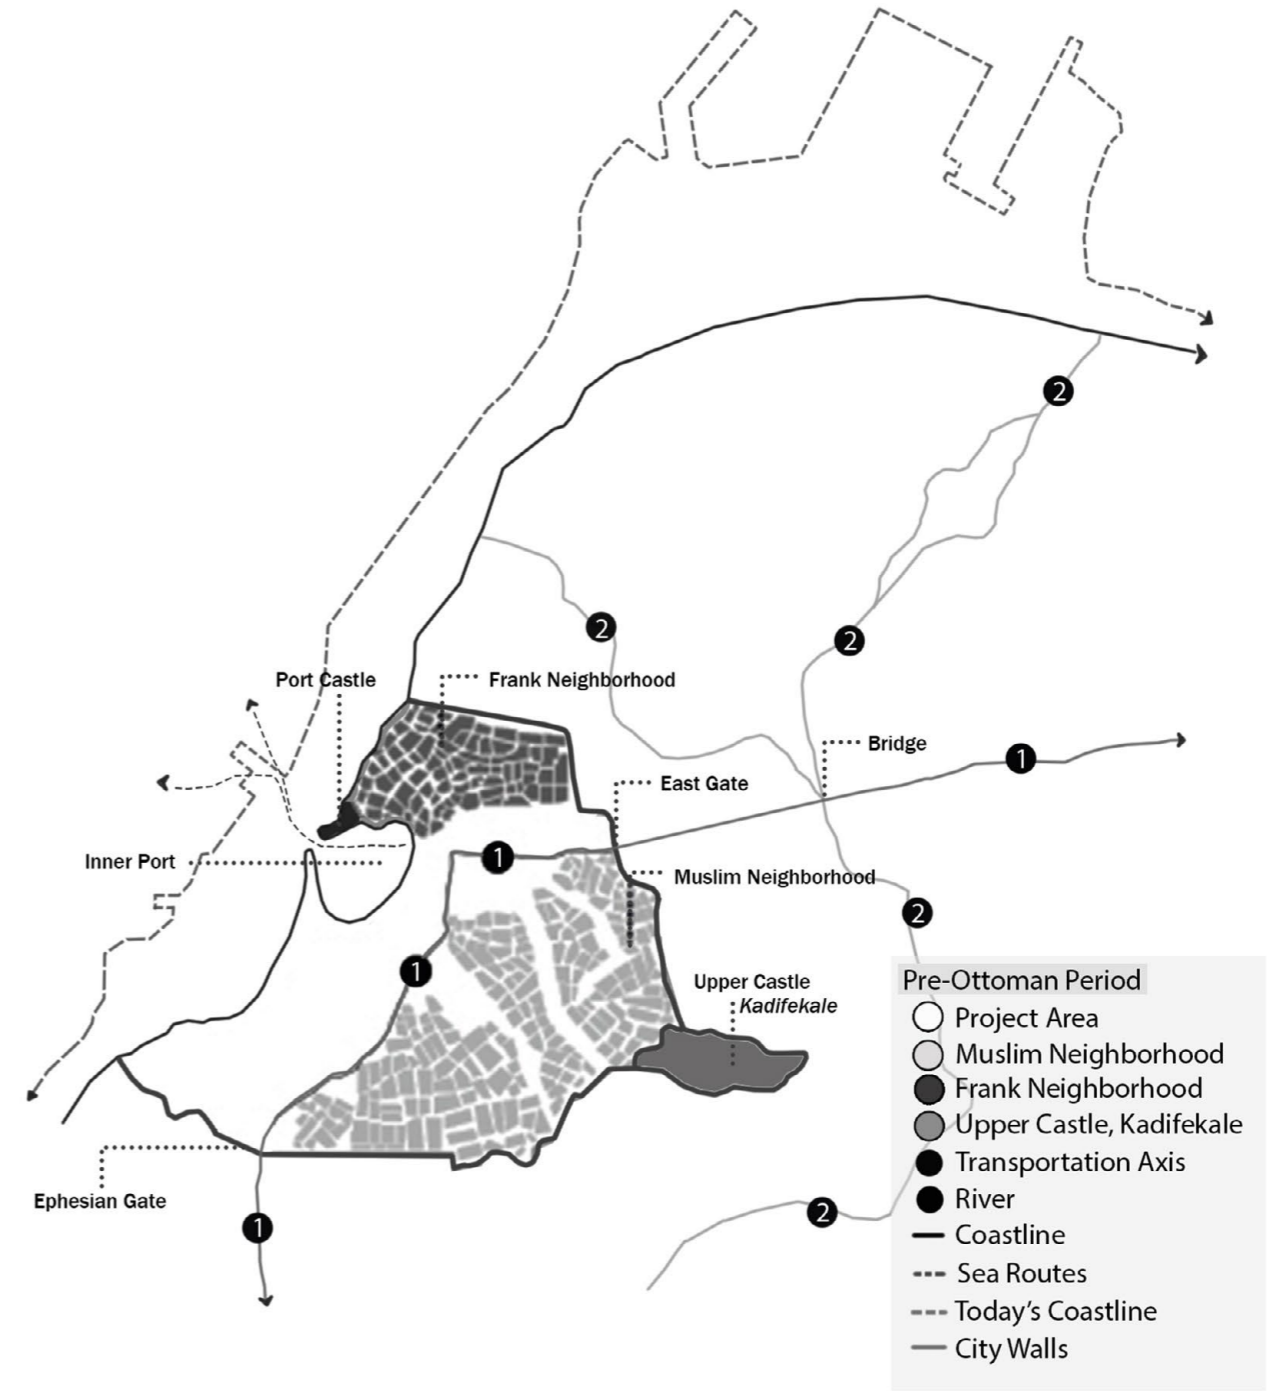 2
2
2
Port Castle
Frank Neighborhood
Bridge
1
East Gate
Inner Port
1
Muslim Neighborhood
2
1
Upper Castle
Kadifekale
Ephesian Gate
1
2
Pre-Ottoman Period
Project Area
Muslim Neighborhood
Frank Neighborhood
Upper Castle, Kadifekale
Transportation Axis
River
Coastline
Sea Routes
Today's Coastline
City Walls